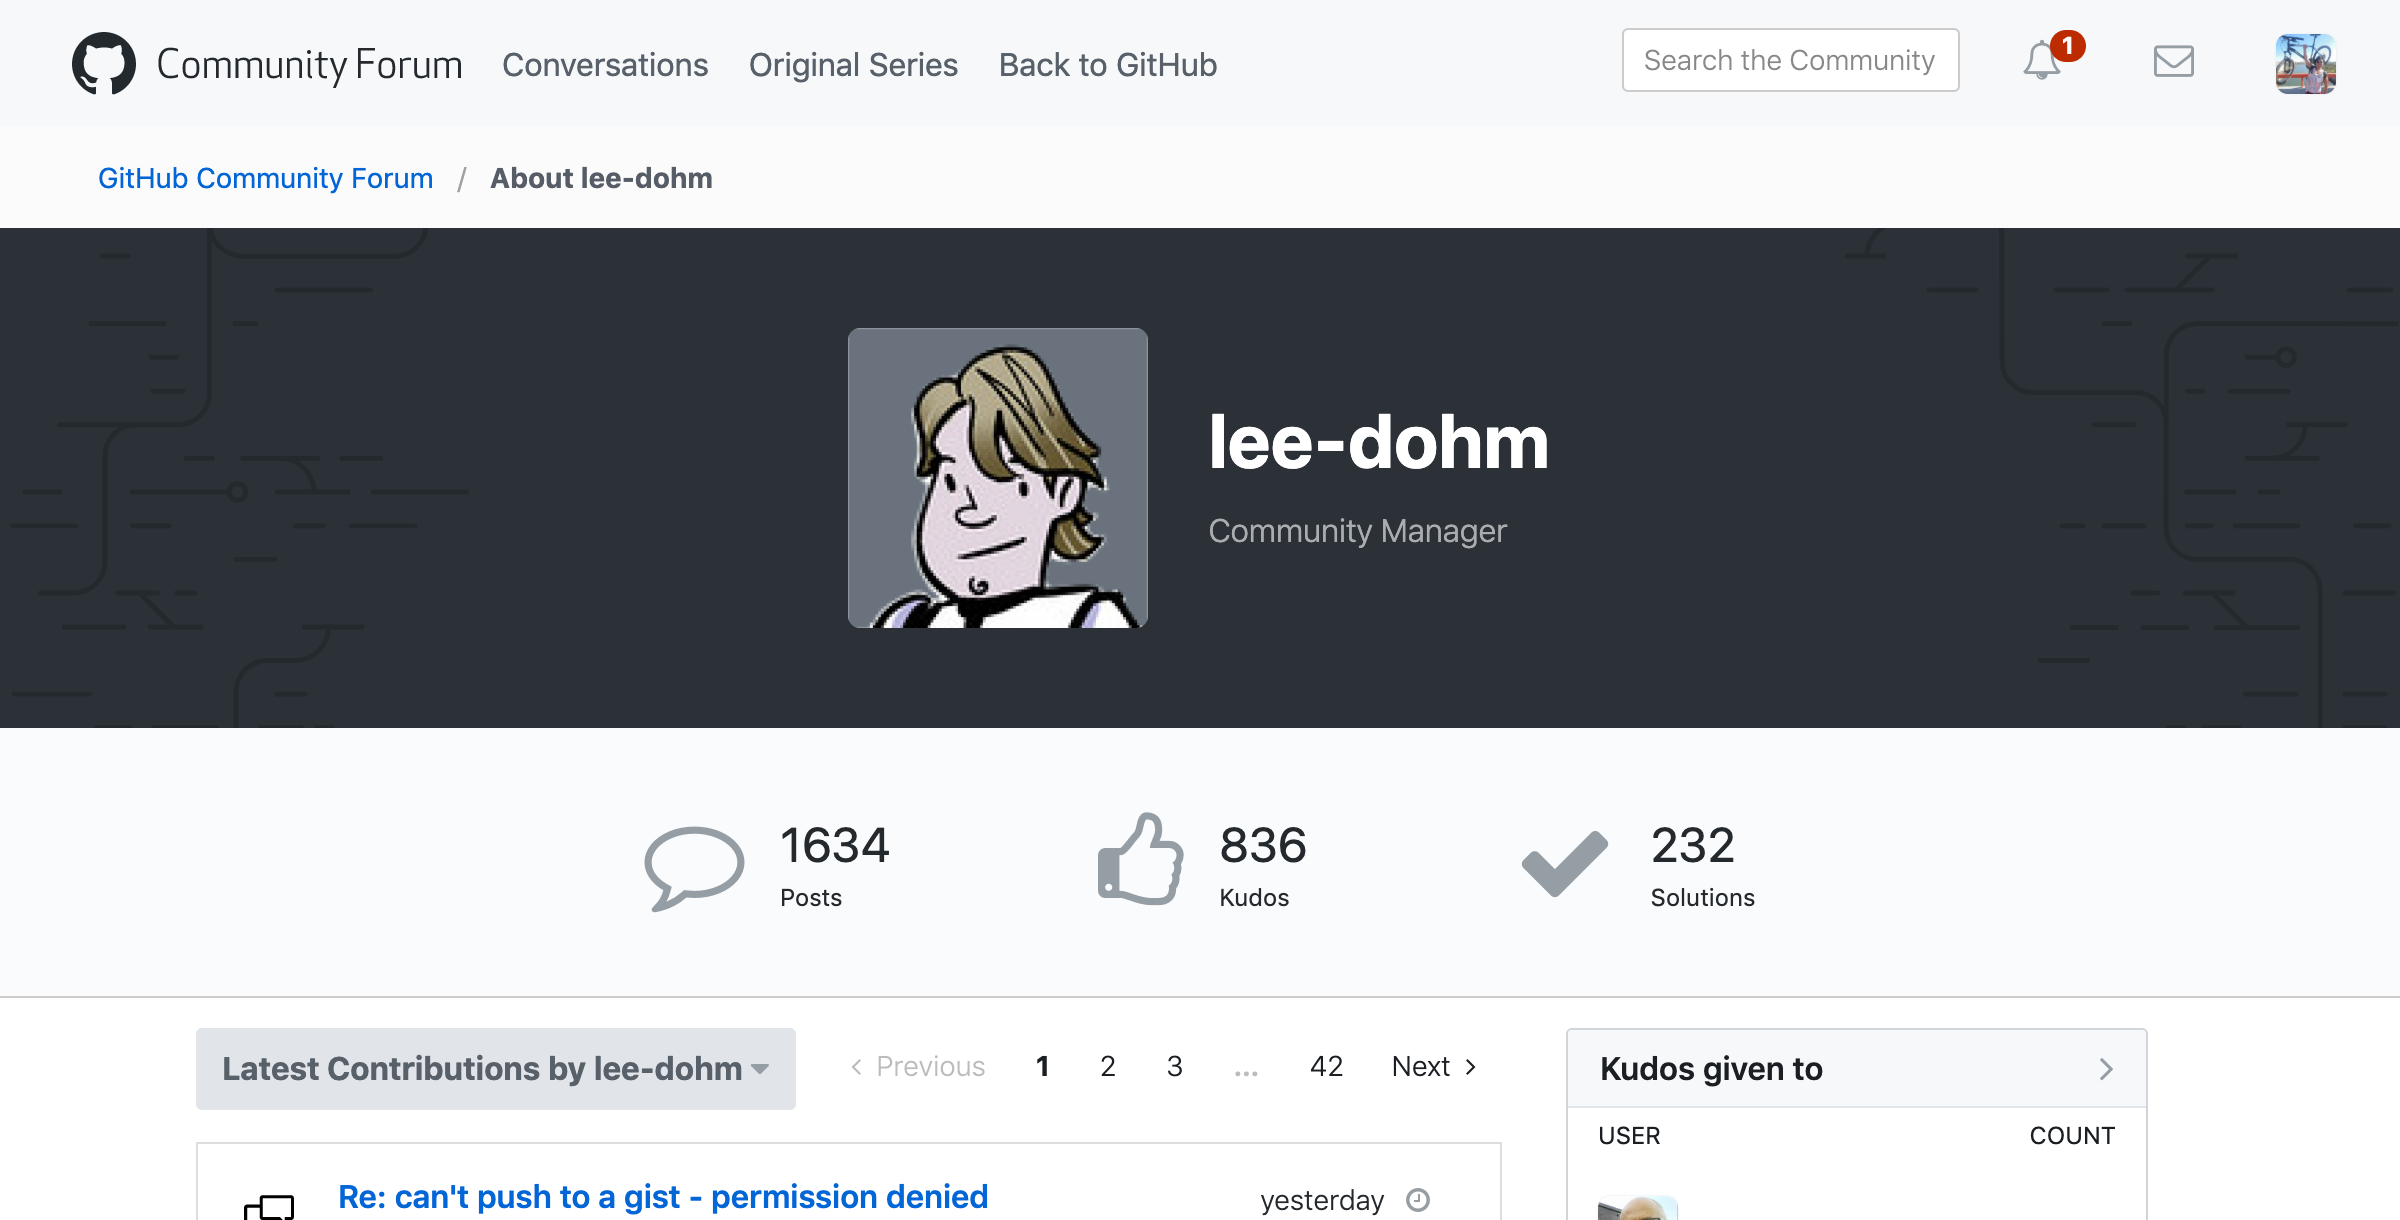 Community Forum Conversations Original Series Back to GitHub Search the Community 1
GitHub Community Forum / About lee-dohm
lee-dohm
Community Manager
1634 836 232
Posts Kudos Solutions
Latest Contributions by lee-dohm Previous 1 2 3 ... 42 Next Kudos given to
USER COUNT
Re: can't push to a gist - permission denied yesterday